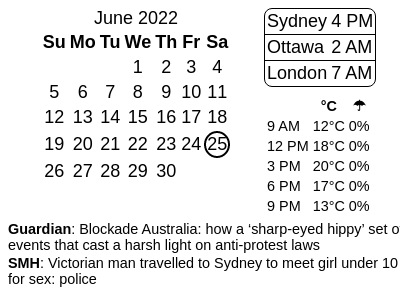 June 2022
Su Mo Tu We Th Fr Sa
1 2 3 4
5 6 7 8 9 10 11
12 13 14 15 16 17 18
19 20 21 22 23 24 25
26 27 28 29 30
Sydney 4 PM
Ottawa 2 AM
London 7 AM
°C ☂
9 AM 12°C 0%
12 PM 18°C 0%
3 PM 20°C 0%
6 PM 17°C 0%
9 PM 13°C 0%
Guardian: Blockade Australia: how a ‘sharp-eyed hippy’ set o
events that cast a harsh light on anti-protest laws
SMH: Victorian man travelled to Sydney to meet girl under 10
for sex: police